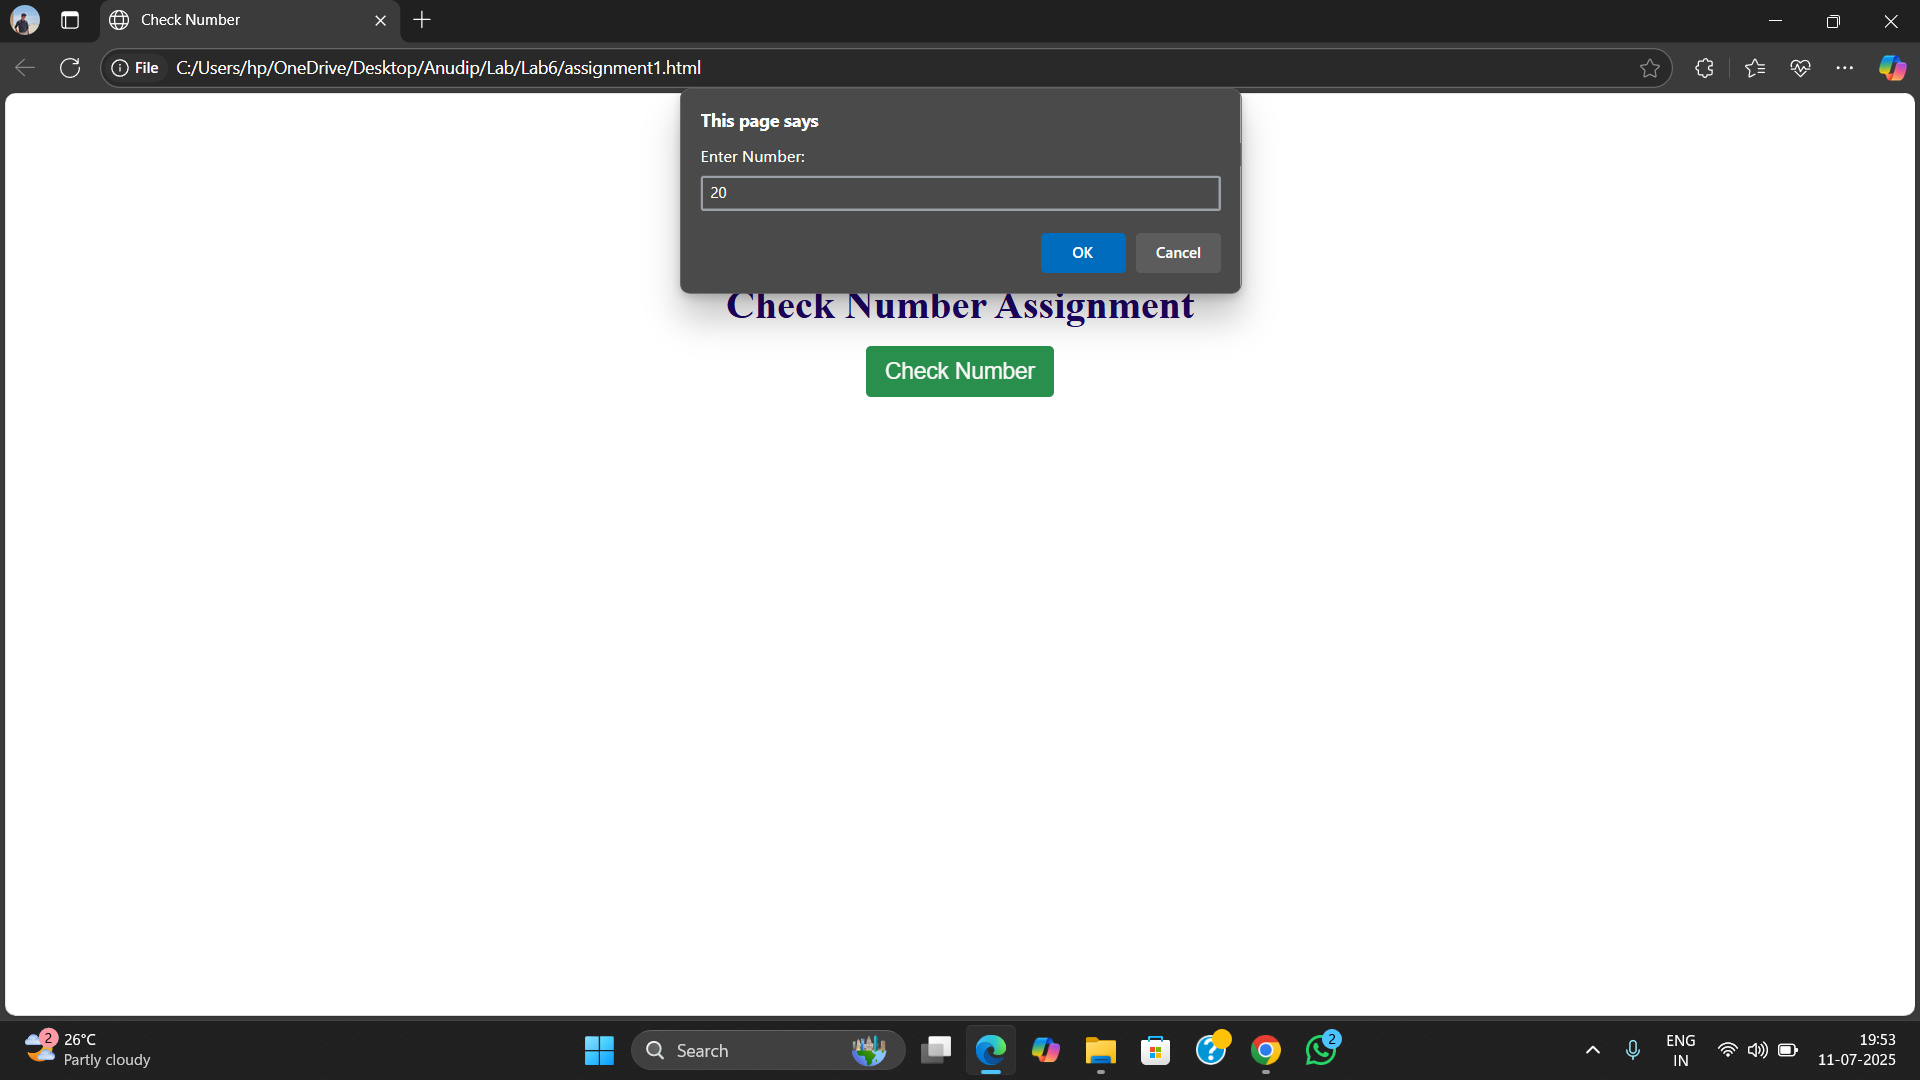 Check Number
File C:/Users/hp/OneDrive/Desktop/Anudip/Lab/Lab6/assignment1.html
This page says
Enter Number:
20
OK Cancel
Check Number Assignment
Check Number
2
26°C
Partly cloudy
Search
2
ENG
IN
19:53
11-07-2025